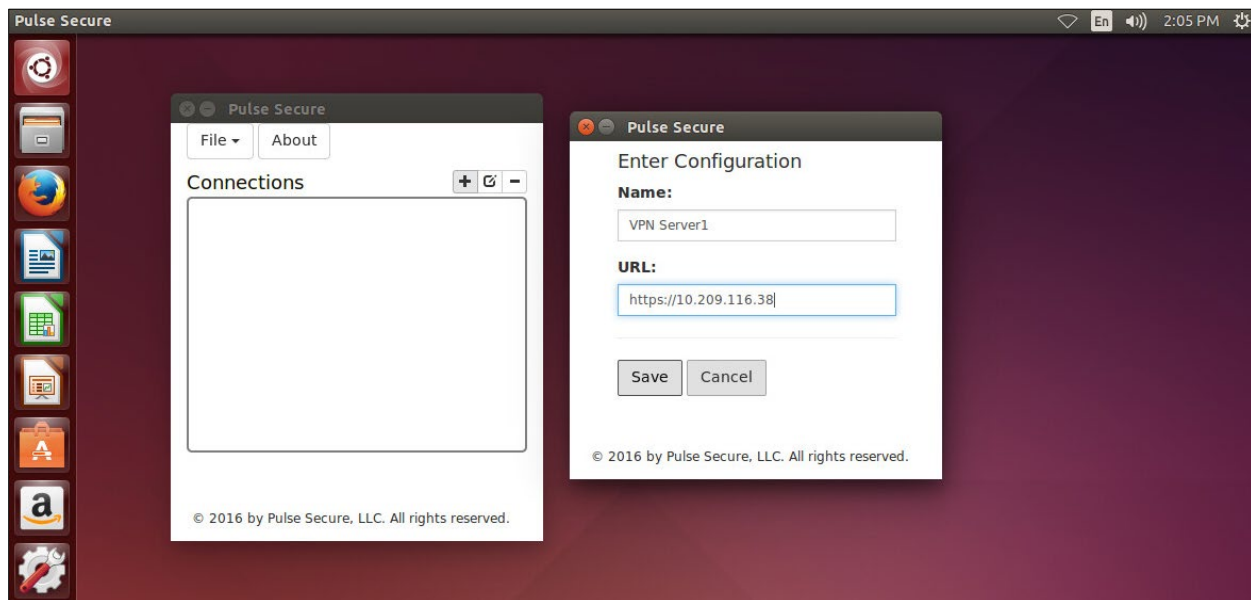 Pulse Secure
En
2:05 PM
Pulse Secure
File
About
Connections
© 2016 by Pulse Secure, LLC. All rights reserved.
Pulse Secure
Enter Configuration
Name:
VPN Server1
URL:
https://10.209.116.38
Save
Cancel
© 2016 by Pulse Secure, LLC. All rights reserved.
A
a